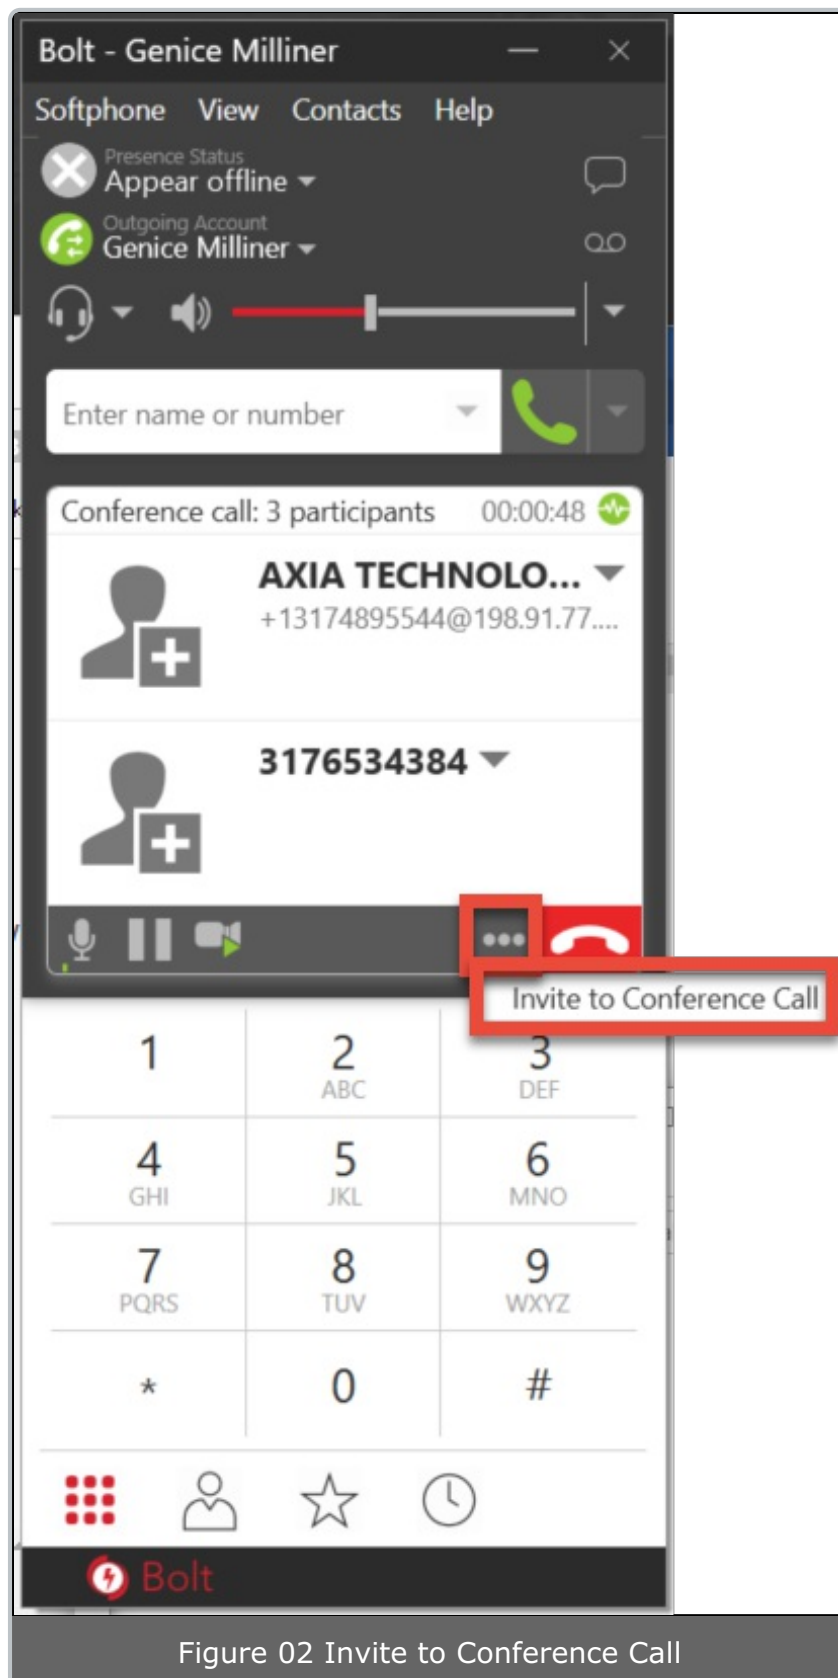 Bolt - Genice Milliner
Softphone View Contacts Help
Presence Status
Appear offline
Outgoing Account
Genice Milliner
Enter name or number
Conference call: 3 participants 00:00:48
AXIA TECHNOLO...
+13174895544@198.91.77....
3176534384
Invite to Conference Call
1 2 3
ABC DEF
4 5 6
GHI JKL MNO
7 8 9
PQRS TUV WXYZ
* 0 #
Bolt
Figure 02 Invite to Conference Call